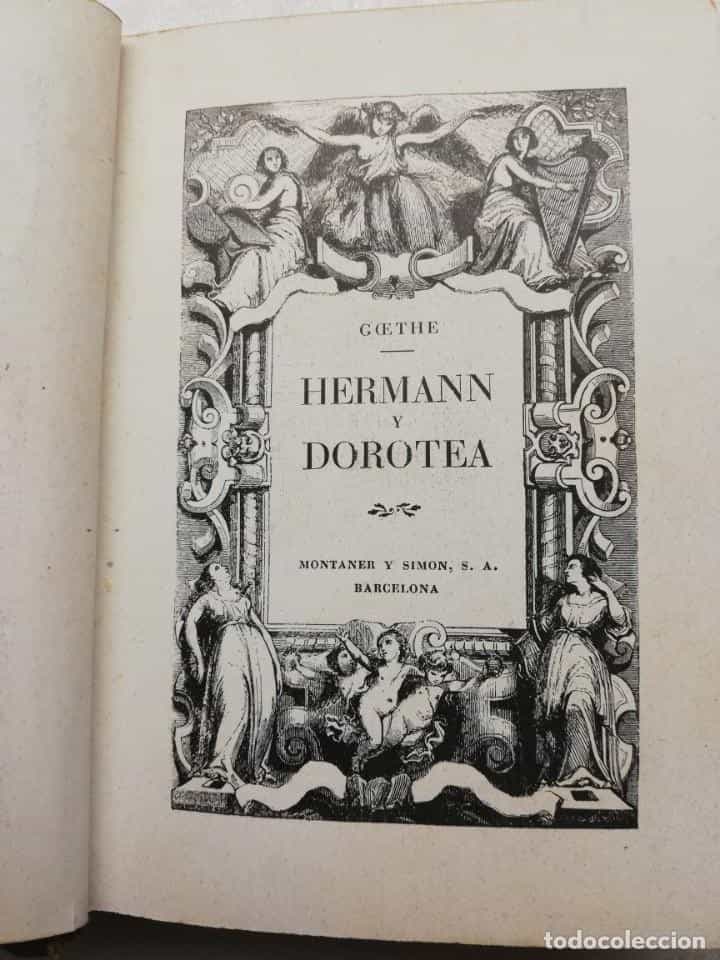 GŒTHE
HERMANN
Y
DOROTEA
MONTANER Y SIMON, S. A.
BARCELONA
todocoleccion